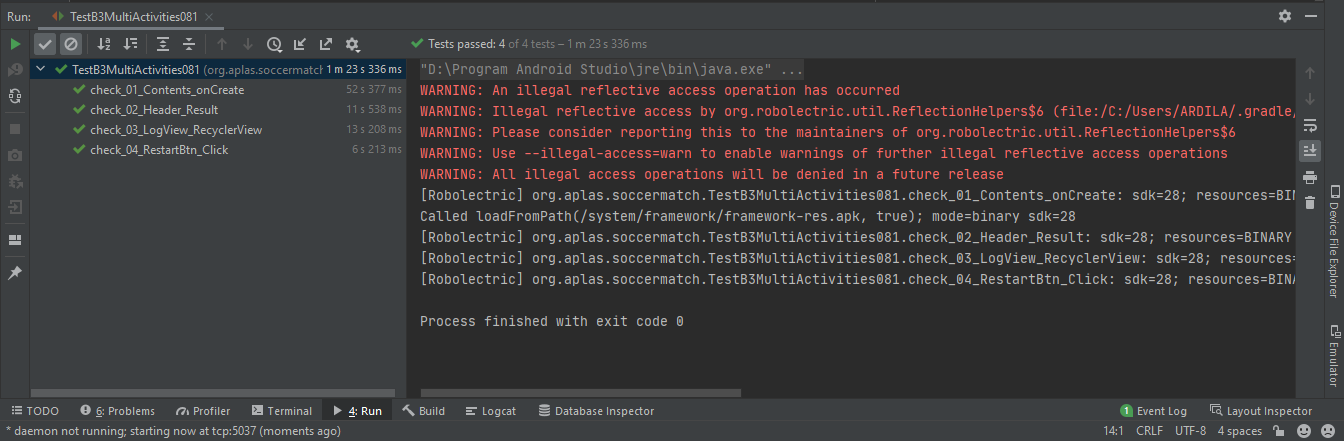 Run: TestB3MultiActivities081
Tests passed: 4 of 4 tests – 1 m 23 s 336 ms
TestB3MultiActivities081 (org.aplas.soccermatch 1 m 23 s 336 ms
check_01_Contents_onCreate 52 s 377 ms
check_02_Header_Result 11 s 538 ms
check_03_LogView_RecyclerView 13 s 208 ms
check_04_RestartBtn_Click 6 s 213 ms
"D:\Program Android Studio\jre\bin\java.exe" ...
WARNING: An illegal reflective access operation has occurred
WARNING: Illegal reflective access by org.robolectric.util.ReflectionHelpers$6 (file:/C:/Users/ARDILA/.gradle/
WARNING: Please consider reporting this to the maintainers of org.robolectric.util.ReflectionHelpers$6
WARNING: Use --illegal-access=warn to enable warnings of further illegal reflective access operations
WARNING: All illegal access operations will be denied in a future release
[Robolectric] org.aplas.soccermatch.TestB3MultiActivities081.check_01_Contents_onCreate: sdk=28; resources=BIN
Called loadFromPath(/system/framework/framework-res.apk, true); mode=binary sdk=28
[Robolectric] org.aplas.soccermatch.TestB3MultiActivities081.check_02_Header_Result: sdk=28; resources=BINARY
[Robolectric] org.aplas.soccermatch.TestB3MultiActivities081.check_03_LogView_RecyclerView: sdk=28; resources=
[Robolectric] org.aplas.soccermatch.TestB3MultiActivities081.check_04_RestartBtn_Click: sdk=28; resources=BINA
Process finished with exit code 0
Device File Explorer
Emulator
TODO 6: Problems Profiler Terminal 4: Run Build Logcat Database Inspector 1 Event Log Layout Inspector
* daemon not running; starting now at tcp:5037 (moments ago) 14:1 CRLF UTF-8 4 spaces